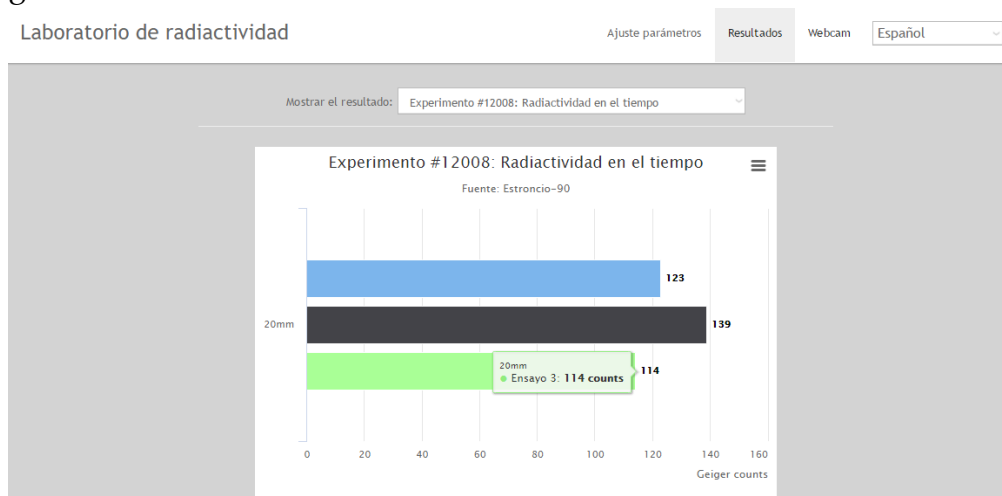 g
Laboratorio de radiactividad
Ajuste parámetros Resultados Webcam Español
Mostrar el resultado: Experimento #12008: Radiactividad en el tiempo
Experimento #12008: Radiactividad en el tiempo
Fuente: Estroncio-90
123
20mm
139
20mm
Ensayo 3: 114 counts
114
0 20 40 60 80 100 120 140 160
Geiger counts